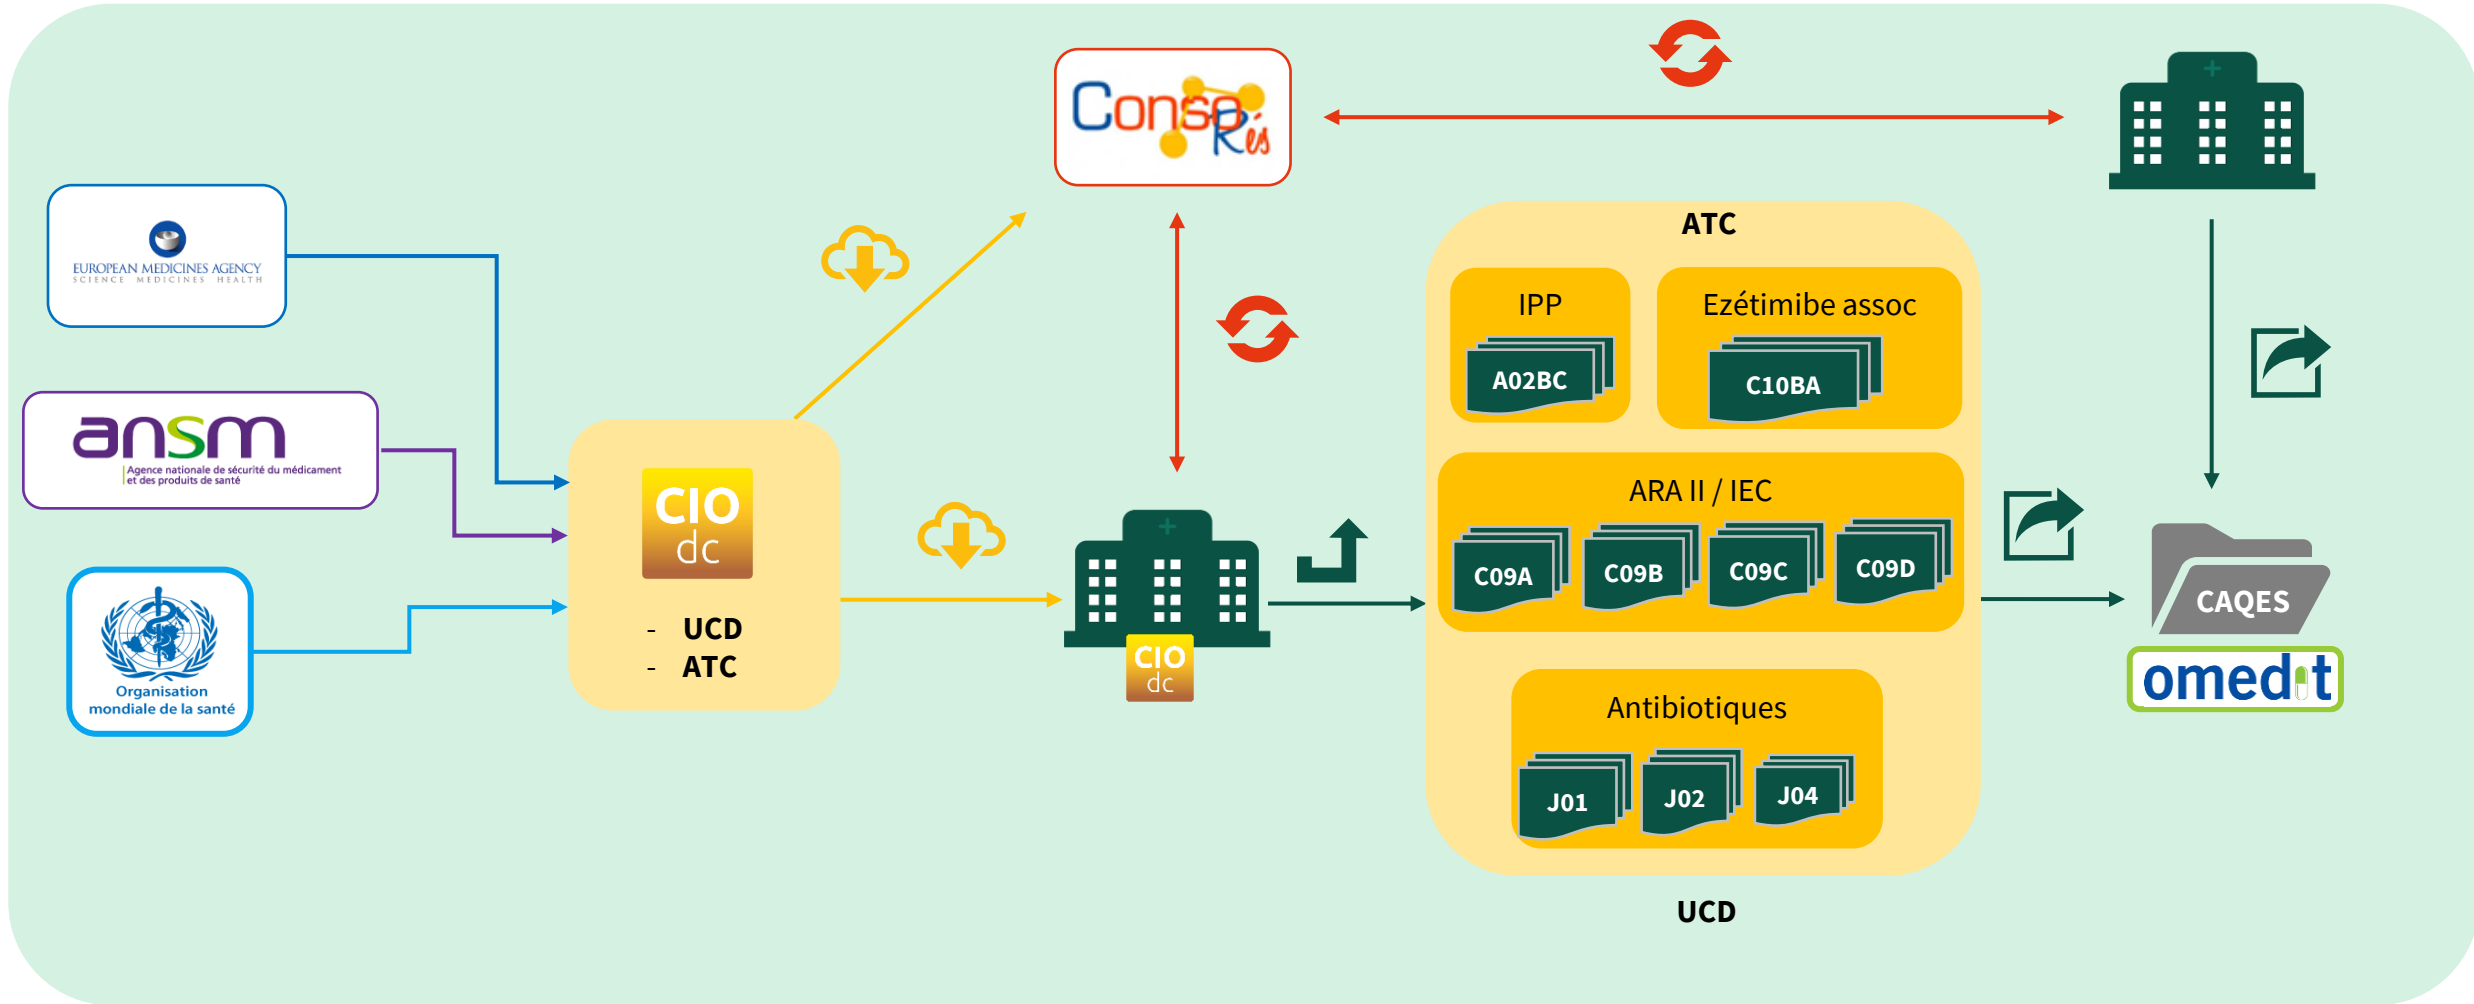 Conso
Rés
EUROPEAN MEDICINES AGENCY
SCIENCE MEDICINES HEALTH
ansm
Agence nationale de sécurité du médicament
et des produits de santé
Organisation
mondiale de la santé
CIO
dc
- UCD
- ATC
CIO
dc
ATC
IPP
A02BC
Ezétimibe assoc
C10BA
ARA II / IEC
C09A
C09B
C09C
C09D
Antibiotiques
J01
J02
J04
UCD
CAQES
omedit